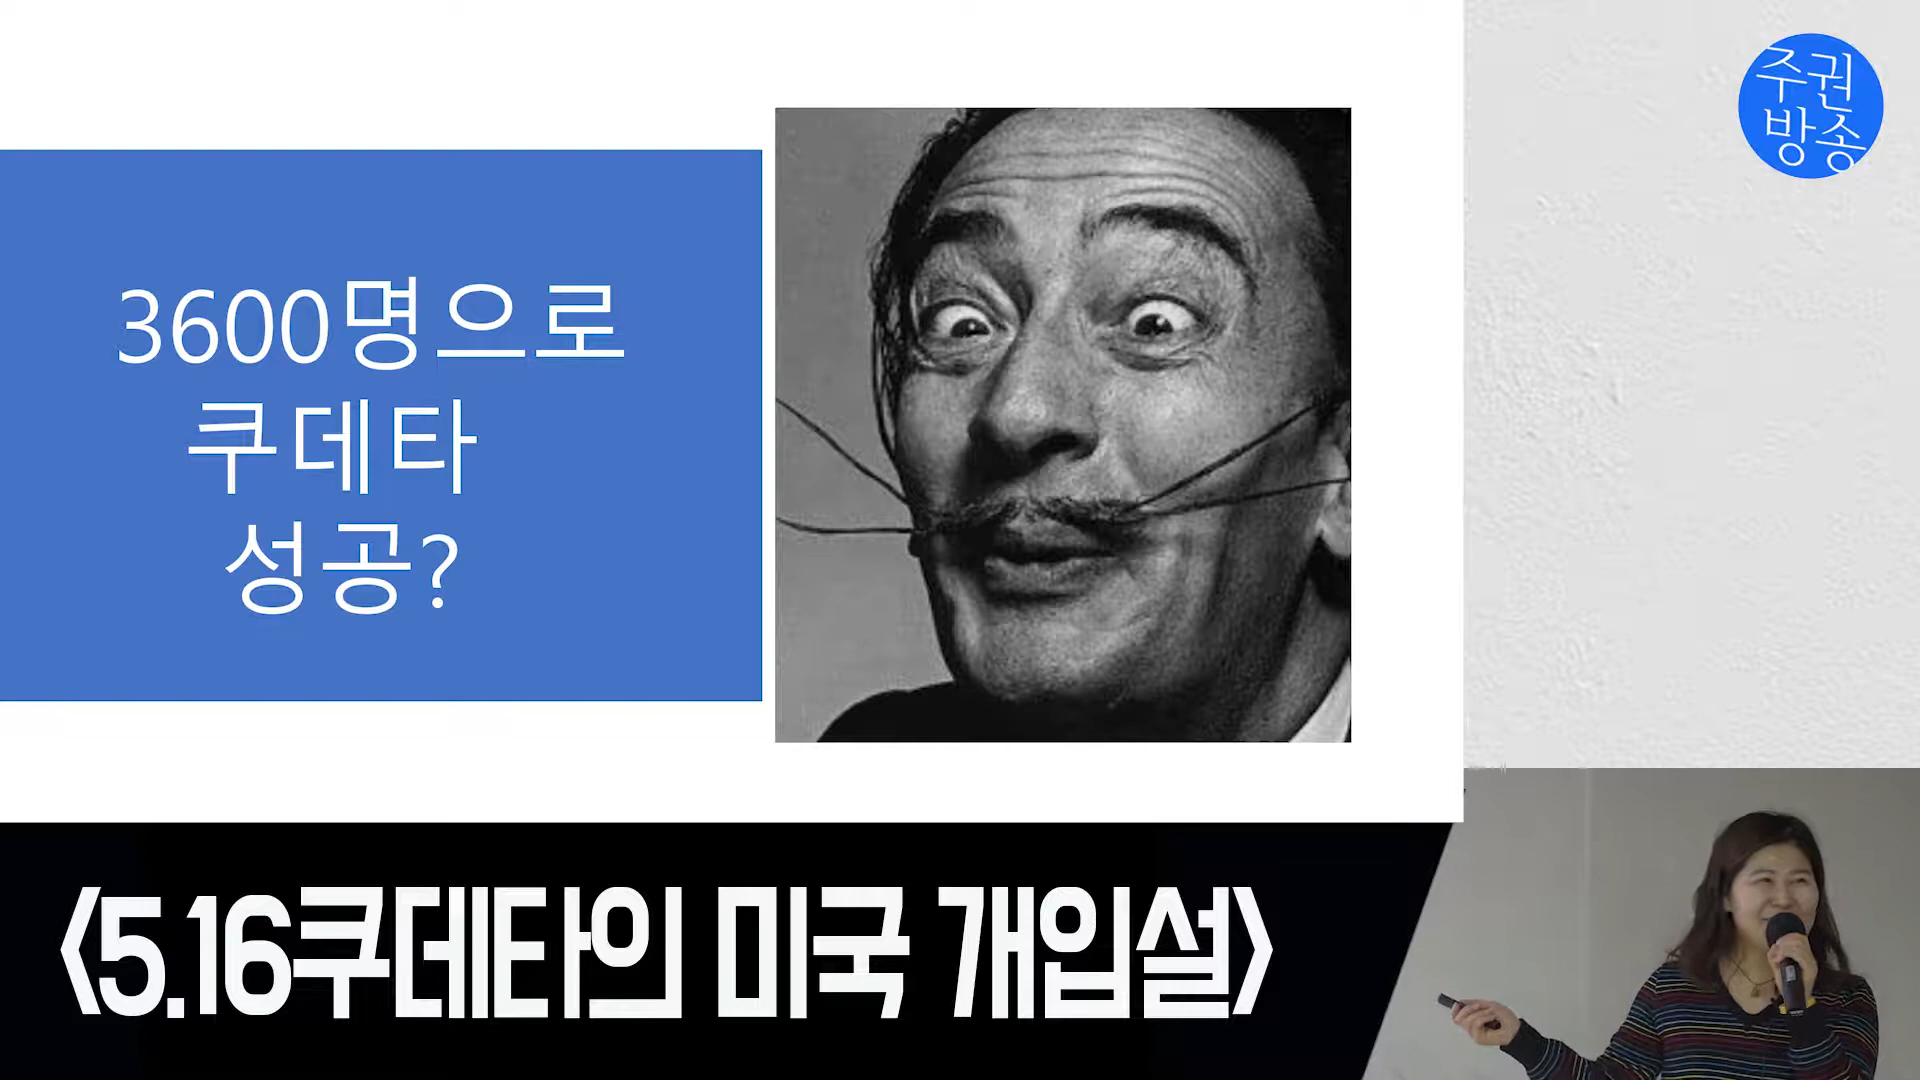 주권
방송
3600명으로
쿠데타
성공?
<5.16쿠데타의 미국 개입설>